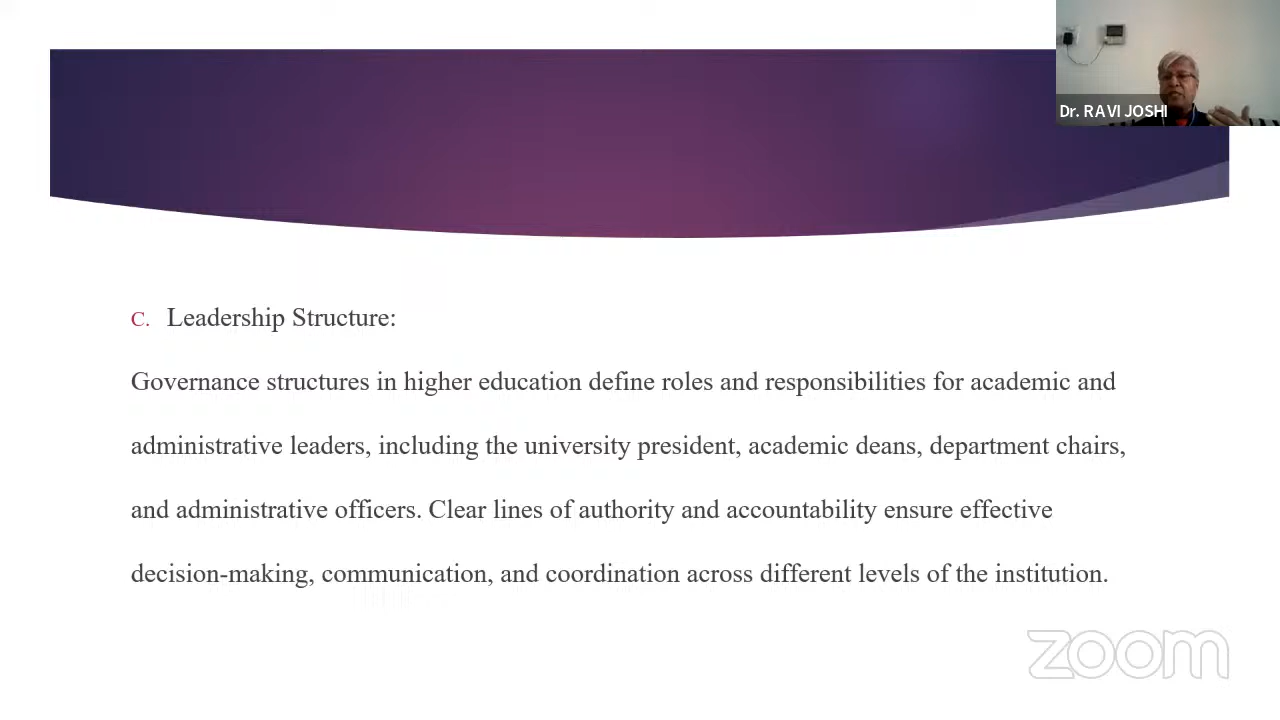 Dr. RAVI JOSHI
C. Leadership Structure:
Governance structures in higher education define roles and responsibilities for academic and
administrative leaders, including the university president, academic deans, department chairs,
and administrative officers. Clear lines of authority and accountability ensure effective
decision-making, communication, and coordination across different levels of the institution.
zoom